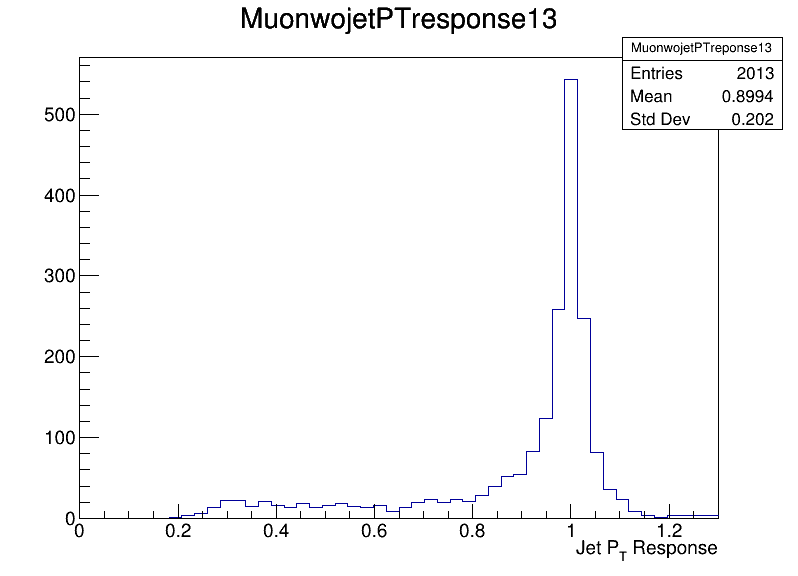 MuonwojetPTresponse13
MuonwojetPTreponse13
Entries 2013
Mean 0.8994
Std Dev 0.202
500
400
300
200
100
0
0 0.2 0.4 0.6 0.8 1 1.2
Jet PT Response